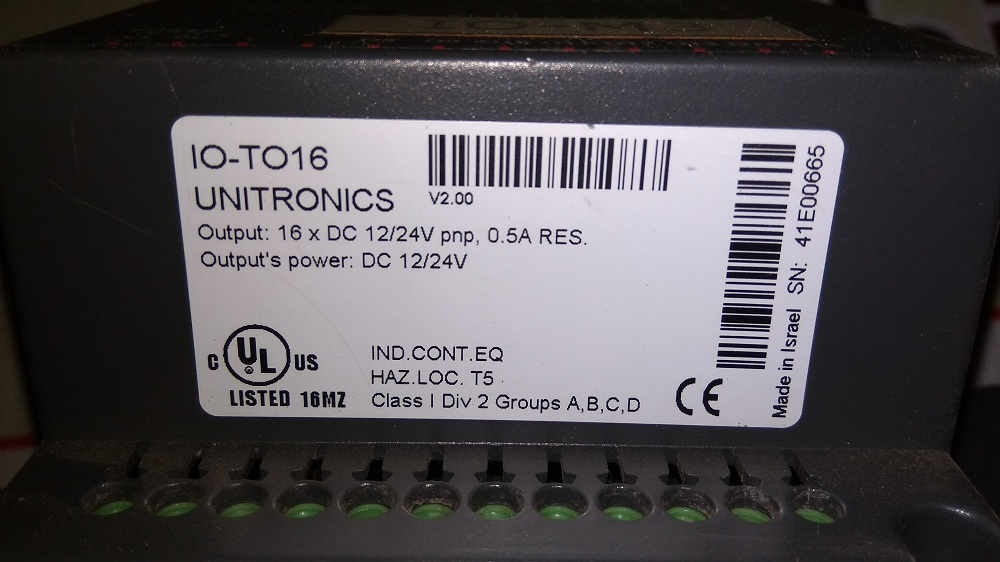 IO-TO16
UNITRONICS
V2.00
Output: 16 x DC 12/24V pnp, 0.5A RES.
Output's power: DC 12/24V
C UL US
LISTED 16MZ
IND.CONT.EQ
HAZ.LOC. T5
Class I Div 2 Groups A,B,C,D
CE
Made in Israel SN: 41E00665